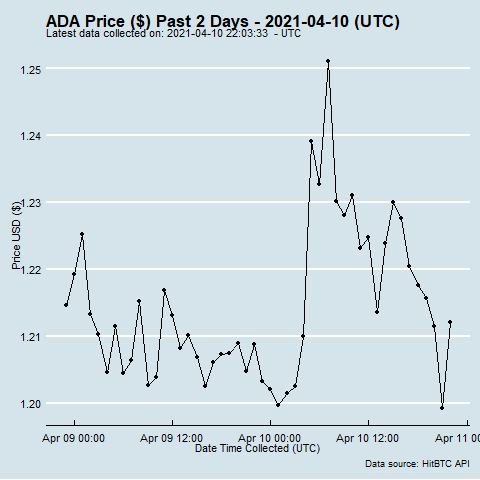 ADA Price ($) Past 2 Days - 2021-04-10 (UTC)
Latest data collected on: 2021-04-10 22:03:33 - UTC
1.25
1.24
1.23
1.22
1.21
1.20
Price USD ($)
Apr 09 00:00 Apr 09 12:00 Apr 10 00:00 Apr 10 12:00 Apr 11 0
Date Time Collected (UTC)
Data source: HitBTC API